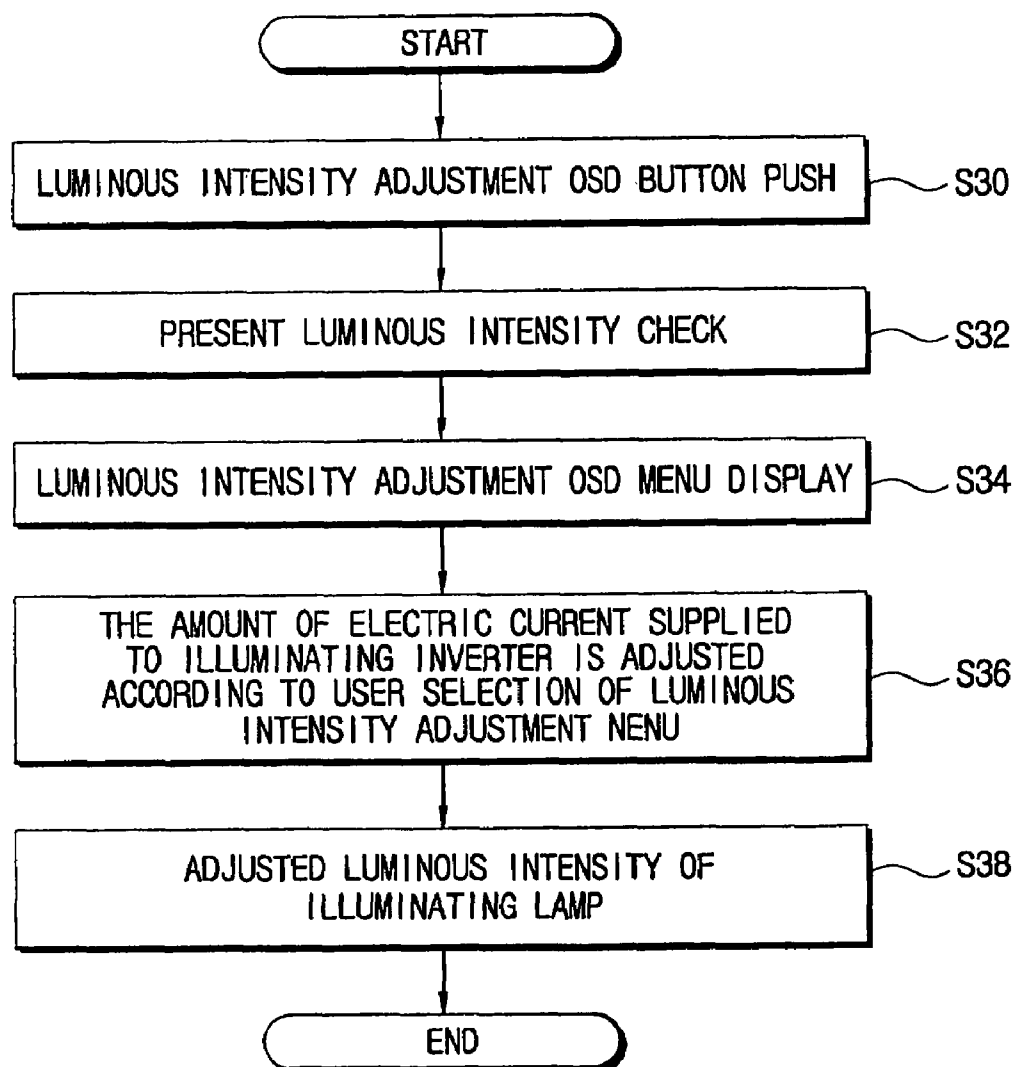 START
LUMINOUS INTENSITY ADJUSTMENT OSD BUTTON PUSH
S30
PRESENT LUMINOUS INTENSITY CHECK
S32
LUMINOUS INTENSITY ADJUSTMENT OSD MENU DISPLAY
S34
THE AMOUNT OF ELECTRIC CURRENT SUPPLIED
TO ILLUMINATING INVERTER IS ADJUSTED
ACCORDING TO USER SELECTION OF LUMINOUS
INTENSITY ADJUSTMENT NENU
S36
ADJUSTED LUMINOUS INTENSITY OF
ILLUMINATING LAMP
S38
END